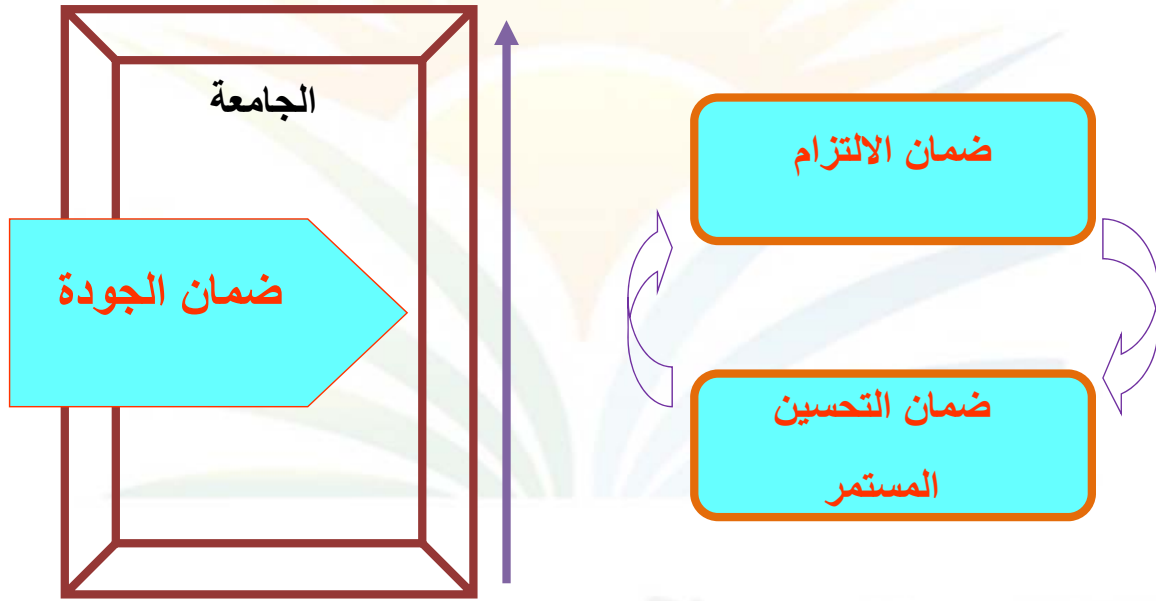 الجامعة
ضمان الجودة
ضمان الالتزام
ضمان التحسين
المستمر